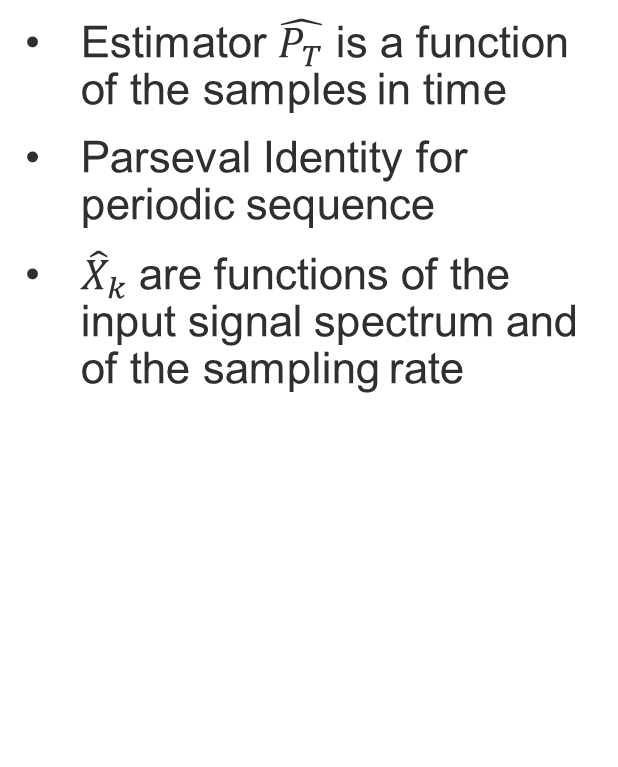 • Estimator $\widehat{P_T}$ is a function
of the samples in time
• Parseval Identity for
periodic sequence
• $\hat{X}_k$ are functions of the
input signal spectrum and
of the sampling rate